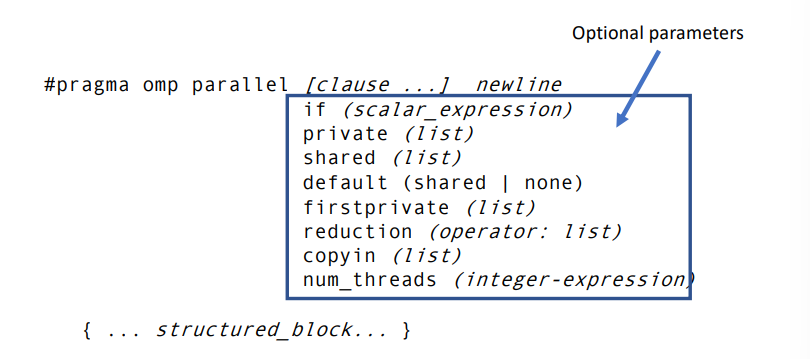 Optional parameters
#pragma omp parallel [clause ...] newline
if (scalar_expression)
private (list)
shared (list)
default (shared | none)
firstprivate (list)
reduction (operator: list)
copyin (list)
num_threads (integer-expression)
{ ... structured_block... }